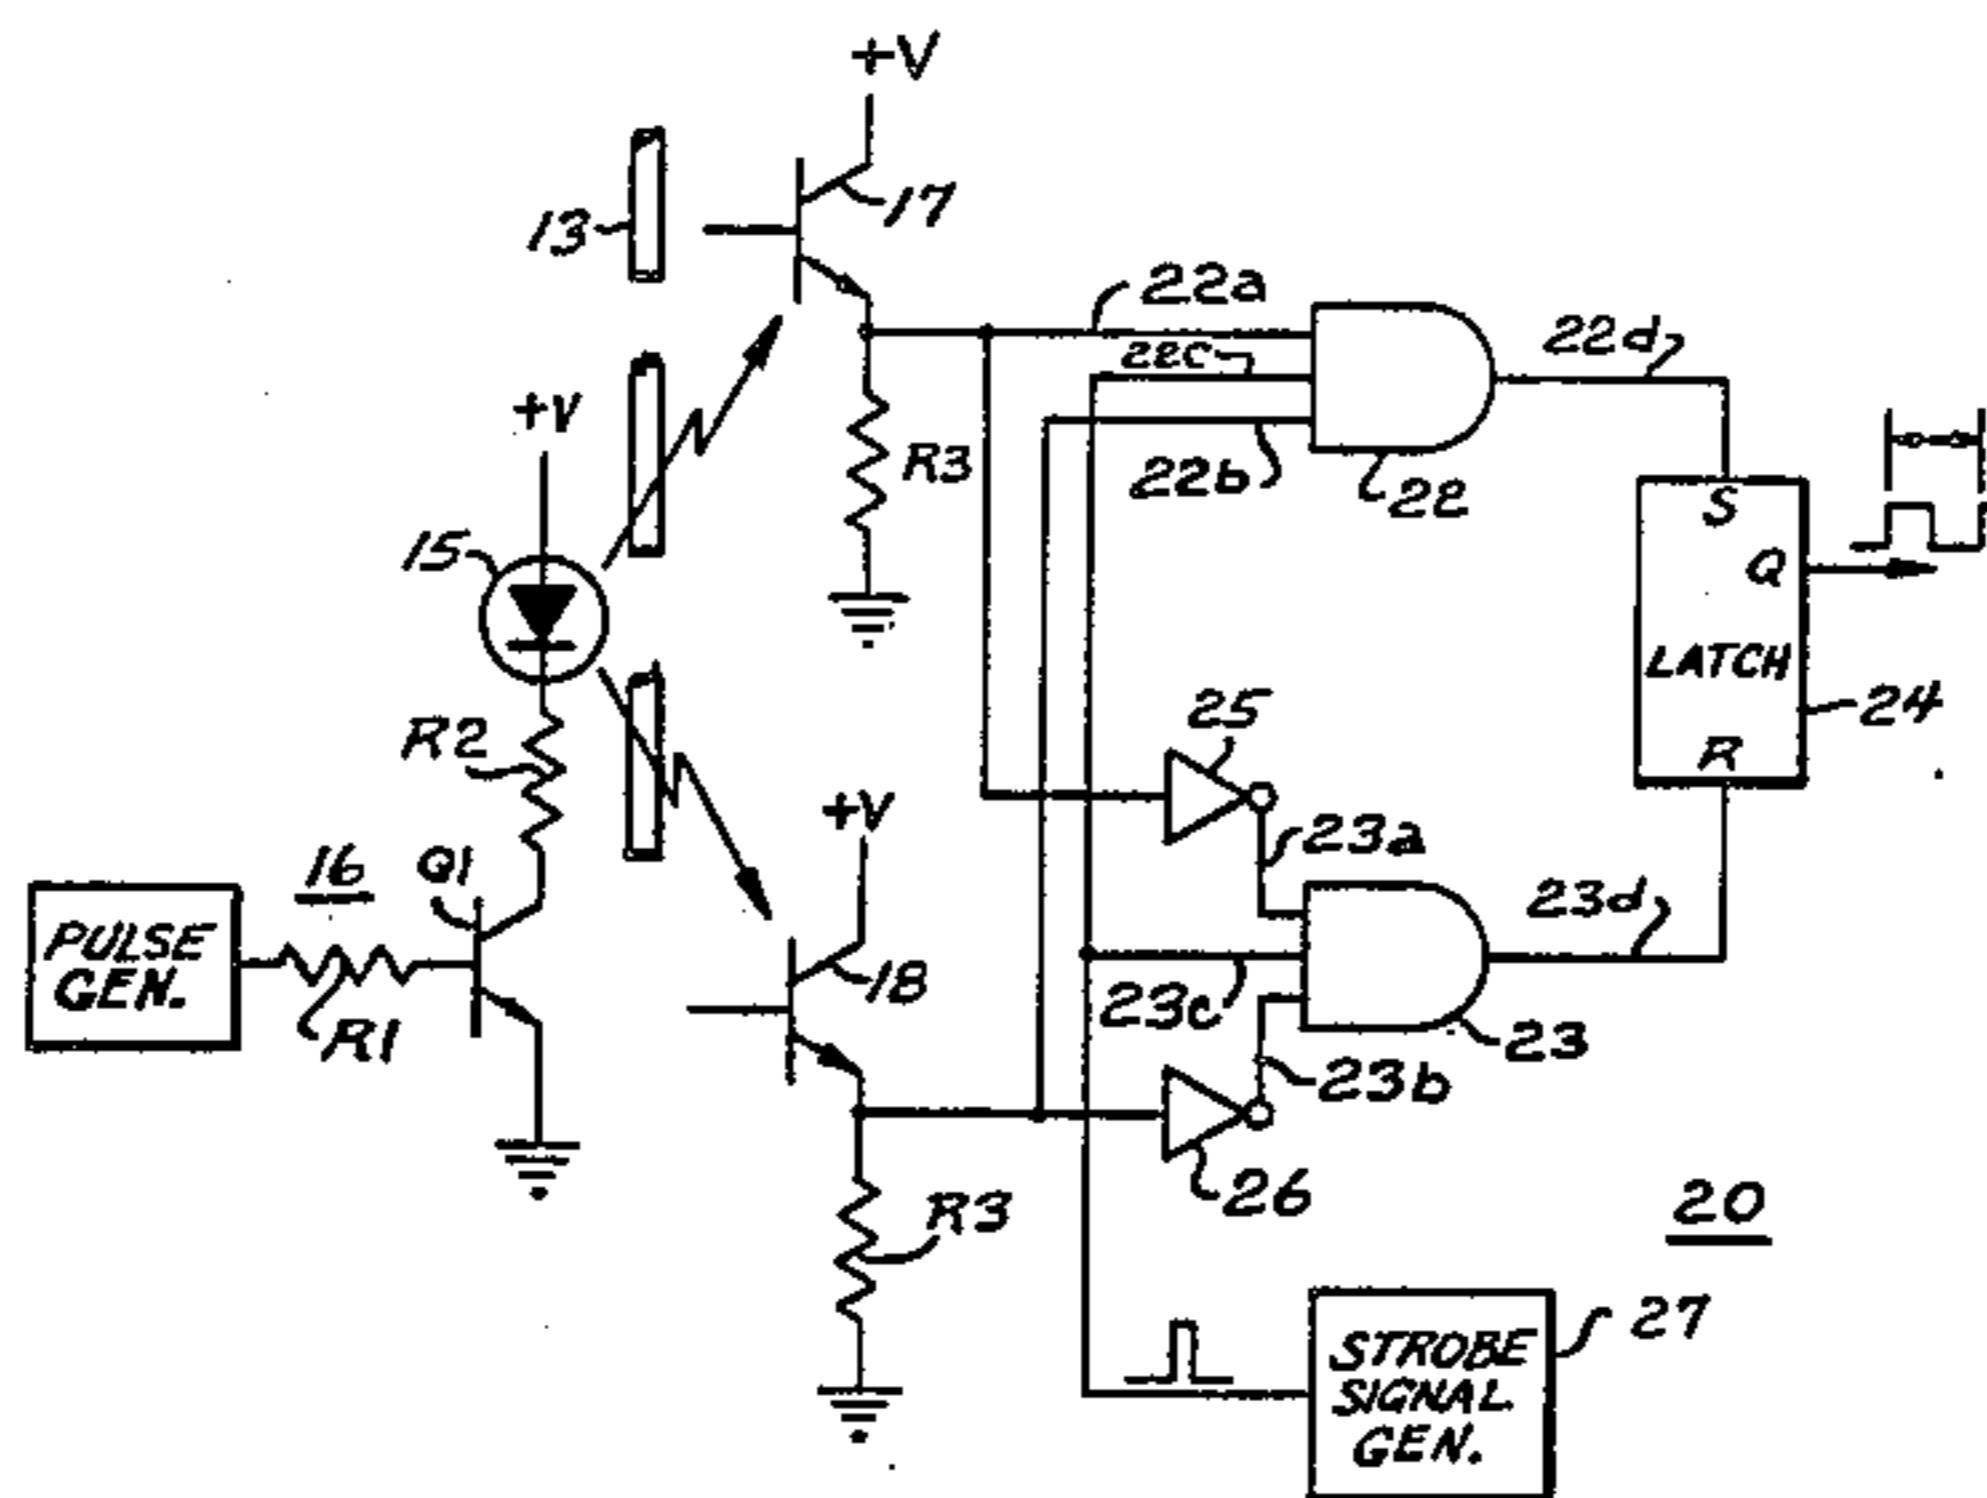 +V
13
17
22a
22c
22d
+V
R3
22b
22
S
Q
15
LATCH
25
24
R2
R
+V
23a
16
Q1
23d
PULSE
GEN.
18
23c
23
R1
23b
26
R3
20
27
STROBE
SIGNAL
GEN.